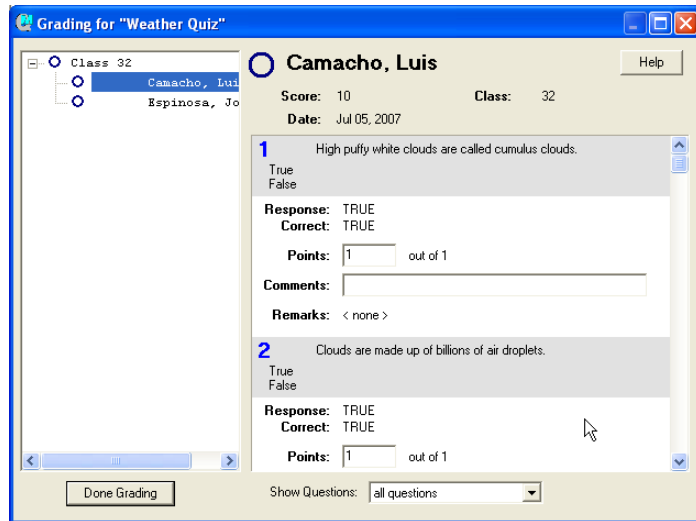 Grading for "Weather Quiz"
Class 32
Camacho, Lui
Espinosa, Jo
Camacho, Luis
Help
Score: 10 Class: 32
Date: Jul 05, 2007
1 High puffy white clouds are called cumulus clouds.
True
False
Response: TRUE
Correct: TRUE
Points: 1 out of 1
Comments:
Remarks: < none >
2 Clouds are made up of billions of air droplets.
True
False
Response: TRUE
Correct: TRUE
Points: 1 out of 1
Done Grading
Show Questions: all questions